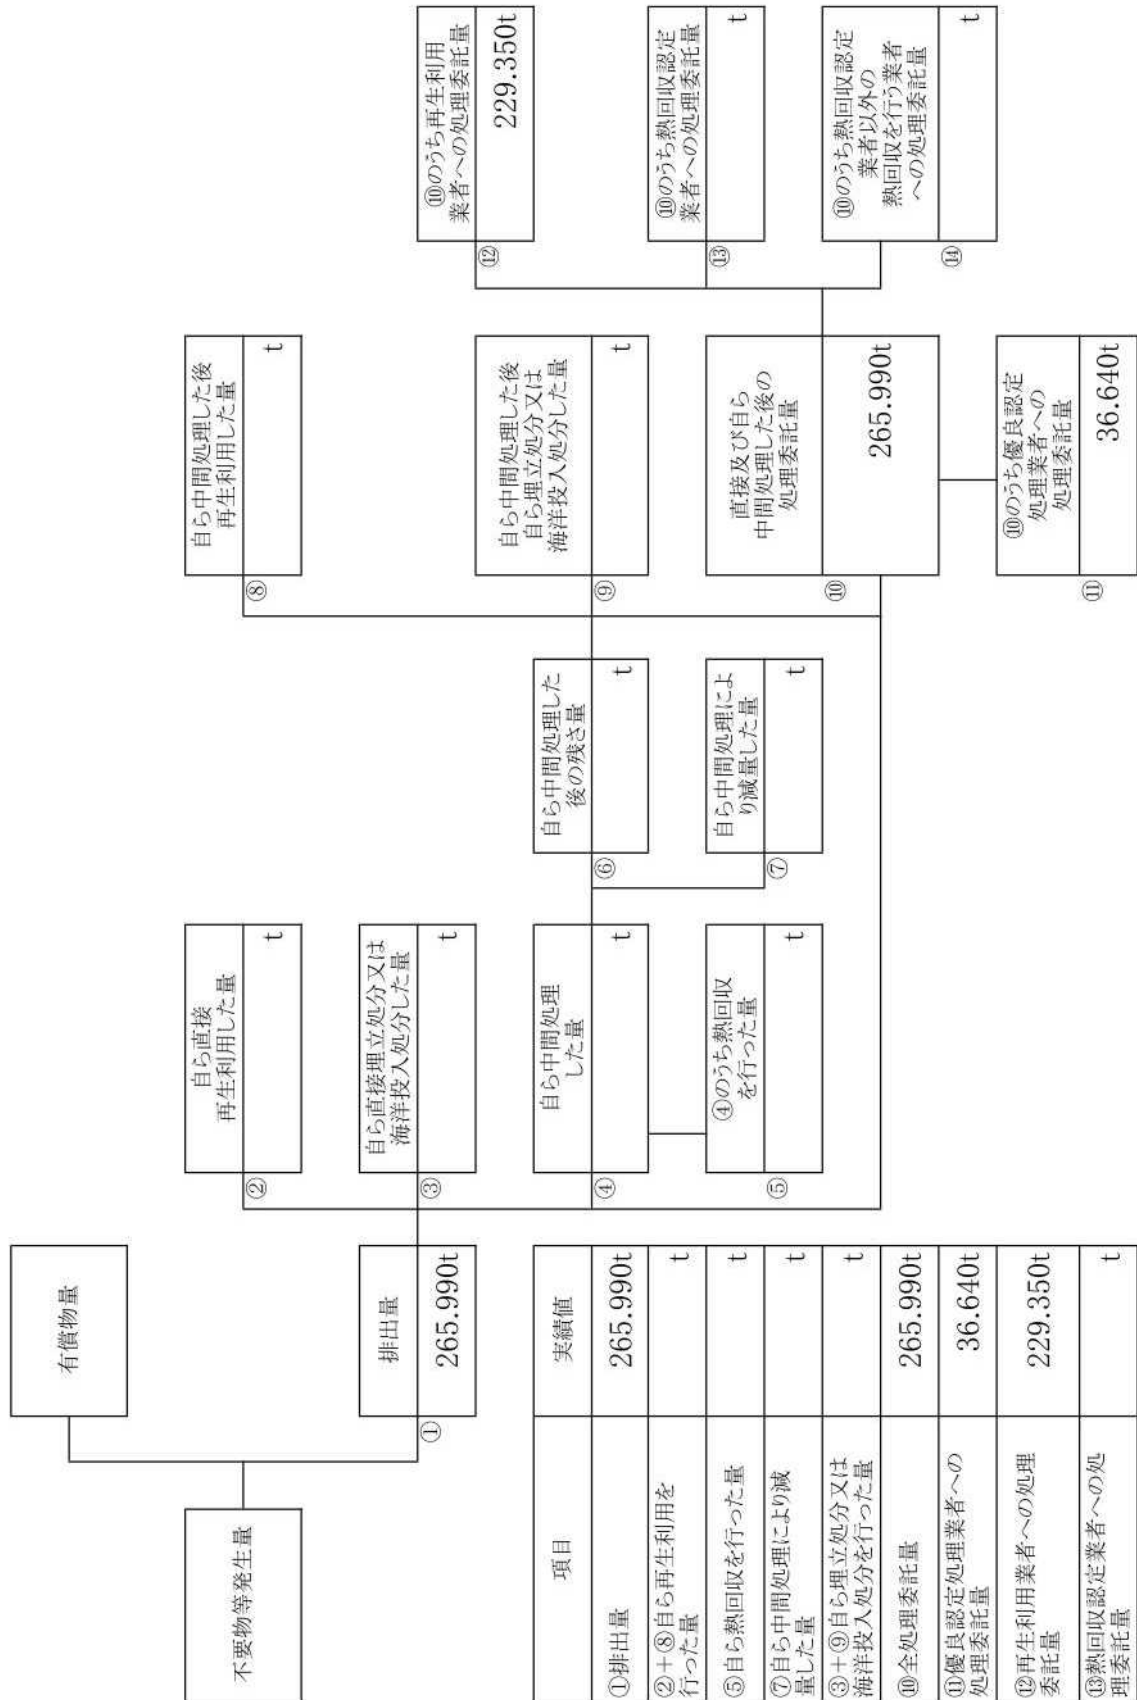 不要物等発生量
有償物量
排出量
①
265.990t
自ら直接
再生利用した量
②
t
自ら直接埋立処分又は
海洋投入処分した量
③
t
自ら中間処理
した量
④
t
④のうち熱回収
を行った量
⑤
t
自ら中間処理した
後の残さ量
⑥
t
自ら中間処理によ
り減量した量
⑦
t
自ら中間処理した後
再生利用した量
⑧
t
自ら中間処理した後
自ら埋立処分又は
海洋投入処分した量
⑨
t
直接及び自ら
中間処理した後の
処理委託量
⑩
265.990t
⑩のうち優良認定
処理業者への
処理委託量
⑪
36.640t
⑩のうち再生利用
業者への処理委託量
⑫
229.350t
⑩のうち熱回収認定
業者への処理委託量
⑬
t
⑩のうち熱回収認定
業者以外の
熱回収を行う業者
への処理委託量
⑭
t
項目 実績値
①排出量 265.990t
②+⑧自ら再生利用を
行った量 t
⑤自ら熱回収を行った量 t
⑦自ら中間処理により減
量した量 t
③+⑨自ら埋立処分又は
海洋投入処分を行った量 t
⑩全処理委託量 265.990t
⑪優良認定処理業者への
処理委託量 36.640t
⑫再生利用業者への処理
委託量 229.350t
⑬熱回収認定業者への処
理委託量 t